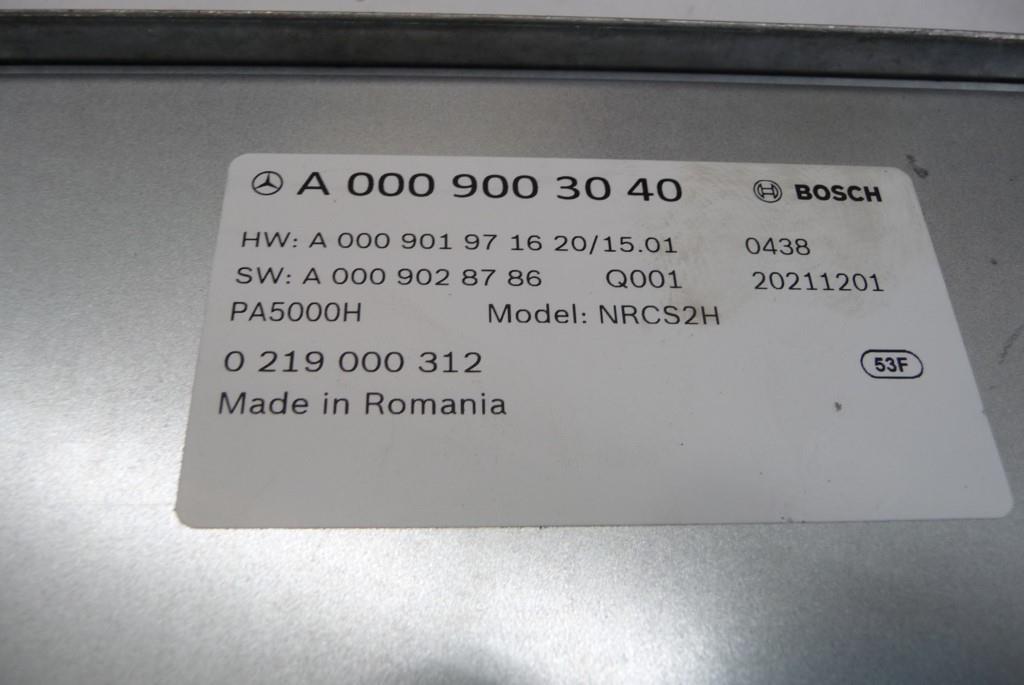 A 000 900 30 40 BOSCH
HW: A 000 901 97 16 20/15.01 0438
SW: A 000 902 87 86 Q001 20211201
PA5000H Model: NRCS2H
0 219 000 312 53F
Made in Romania